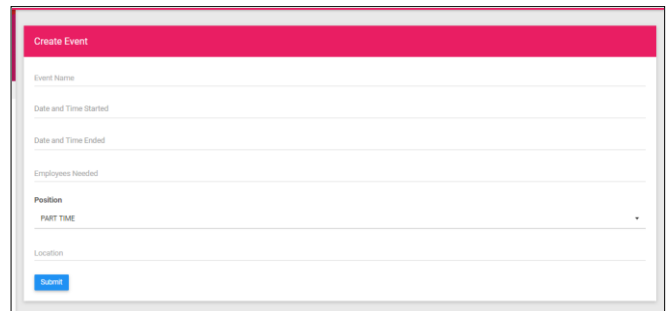 Create Event
Event Name
Date and Time Started
Date and Time Ended
Employees Needed
Position
PART TIME
Location
Submit